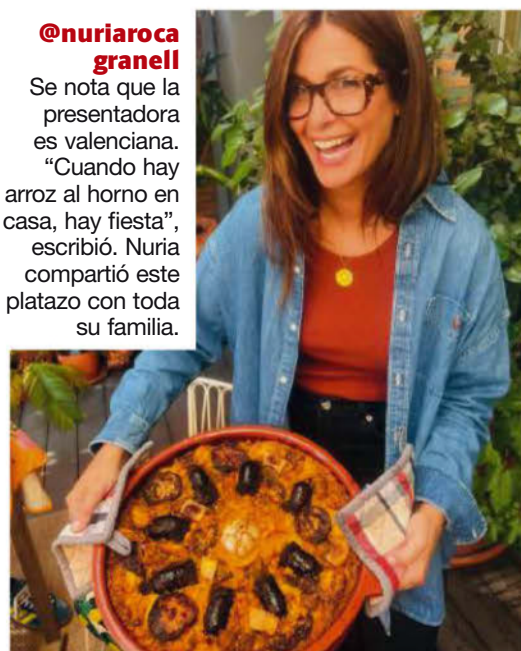 @nuriaroca
granell
Se nota que la
presentadora
es valenciana.
“Cuando hay
arroz al horno en
casa, hay fiesta”,
escribió. Nuria
compartió este
platazo con toda
su familia.